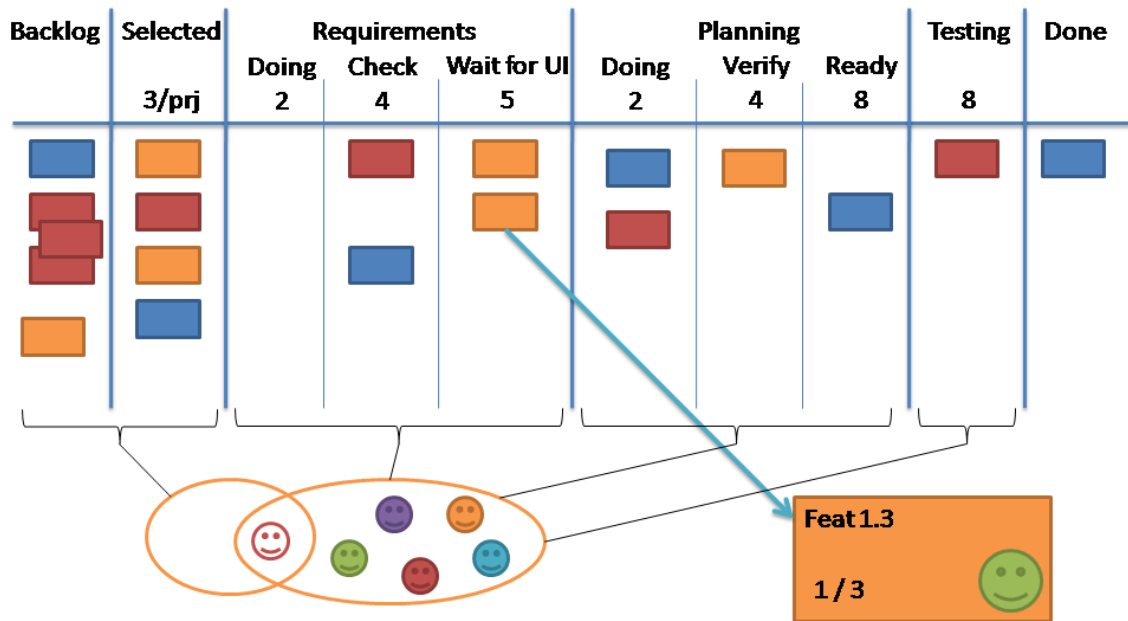 Backlog Selected Requirements Planning Testing Done
Doing Check Wait for UI Doing Verify Ready
3/prj 2 4 5 2 4 8 8
Feat 1.3
1 / 3